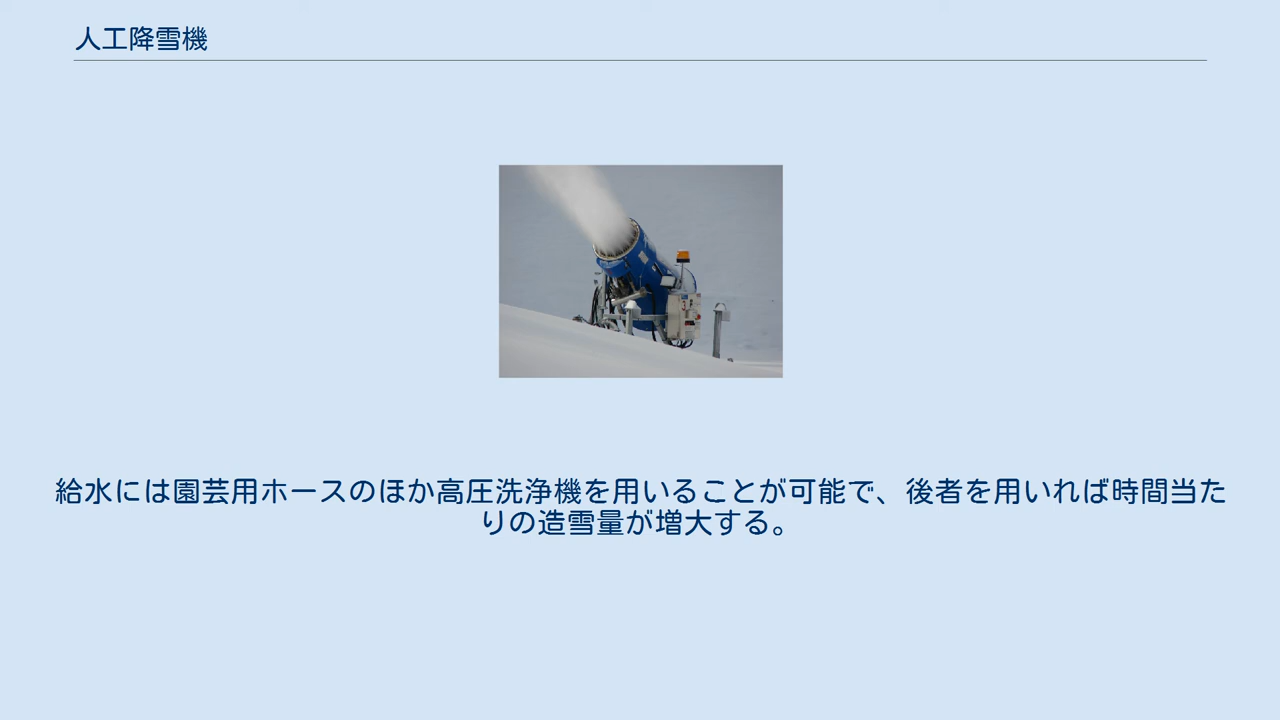 人工降雪機
給水には園芸用ホースのほか高圧洗浄機を用いることが可能で、後者を用いれば時間当た
りの造雪量が増大する。